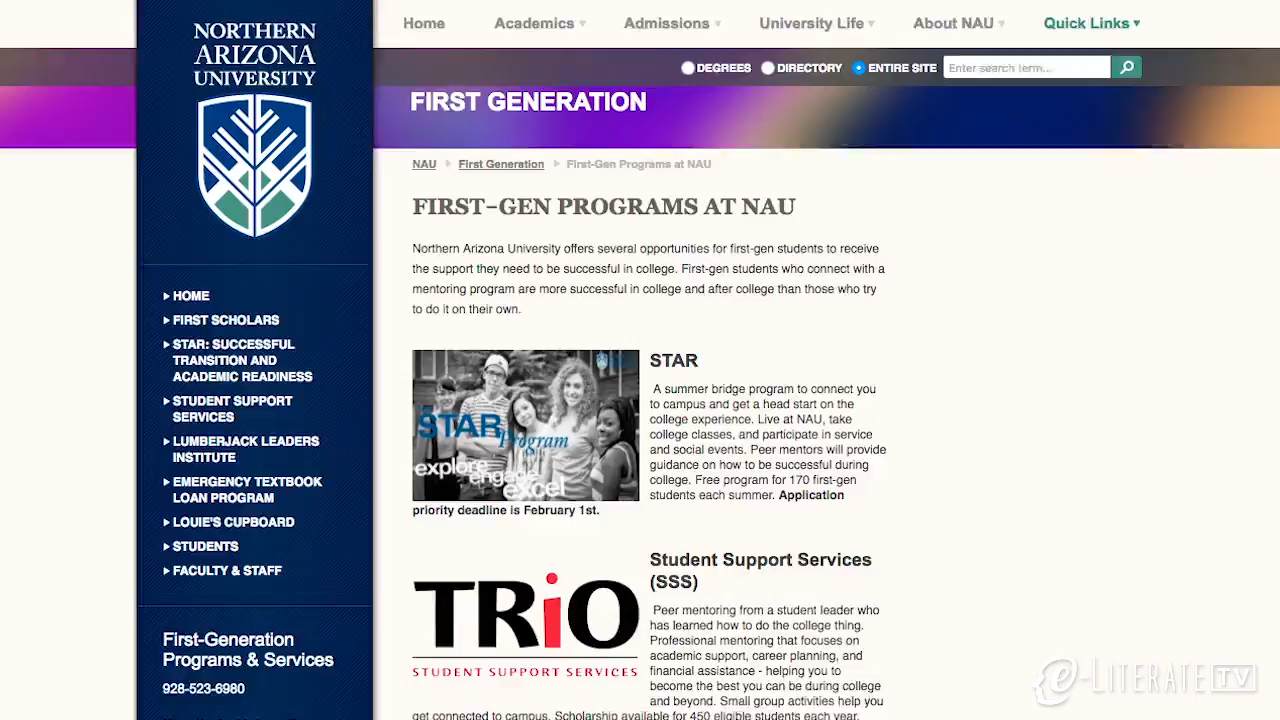 NORTHERN
ARIZONA
UNIVERSITY
Home
Academics
Admissions
University Life
About NAU
Quick Links
DEGREES
DIRECTORY
ENTIRE SITE
Enter search term...
FIRST GENERATION
NAU
First Generation
First-Gen Programs at NAU
FIRST-GEN PROGRAMS AT NAU
Northern Arizona University offers several opportunities for first-gen students to receive
the support they need to be successful in college. First-gen students who connect with a
mentoring program are more successful in college and after college than those who try
to do it on their own.
HOME
FIRST SCHOLARS
STAR: SUCCESSFUL
TRANSITION AND
ACADEMIC READINESS
STUDENT SUPPORT
SERVICES
LUMBERJACK LEADERS
INSTITUTE
EMERGENCY TEXTBOOK
LOAN PROGRAM
LOUIE'S CUPBOARD
STUDENTS
FACULTY & STAFF
First-Generation
Programs & Services
928-523-6980
STAR Program
explore
engage
excel
STAR
A summer bridge program to connect you
to campus and get a head start on the
college experience. Live at NAU, take
college classes, and participate in service
and social events. Peer mentors will provide
guidance on how to be successful during
college. Free program for 170 first-gen
students each summer. Application
priority deadline is February 1st.
TRiO
STUDENT SUPPORT SERVICES
Student Support Services
(SSS)
Peer mentoring from a student leader who
has learned how to do the college thing.
Professional mentoring that focuses on
academic support, career planning, and
financial assistance - helping you to
become the best you can be during college
and beyond. Small group activities help you
get connected to campus. Scholarship available for 450 eligible students each year.
e-LITERATE TV